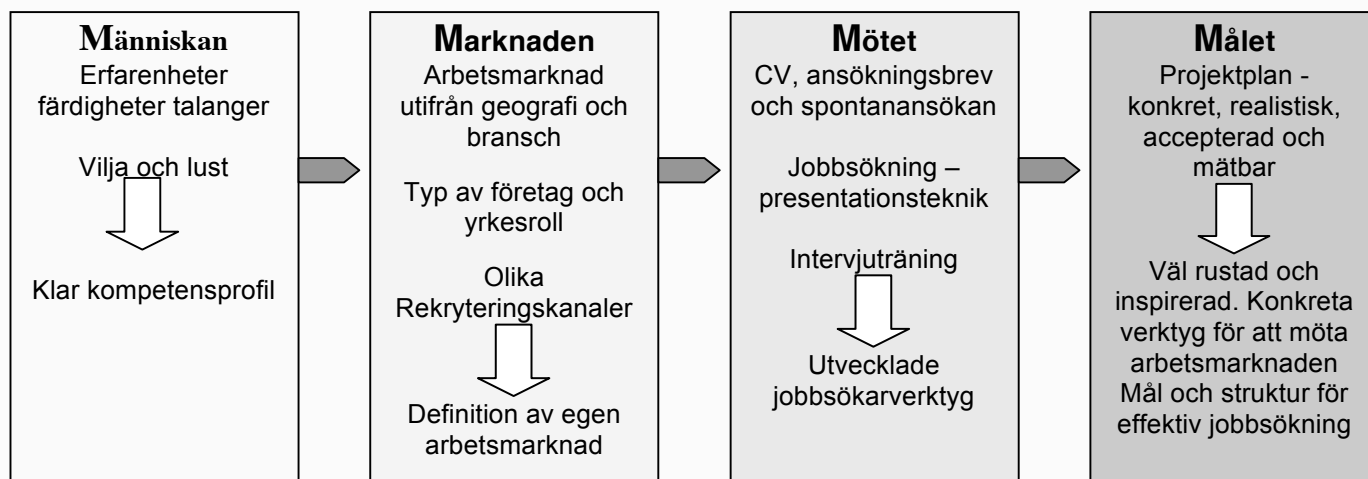 Människan
Erfarenheter
färdigheter talanger
Vilja och lust
Klar kompetensprofil
Marknaden
Arbetsmarknad
utifrån geografi och
bransch
Typ av företag och
yrkesroll
Olika
Rekryteringskanaler
Definition av egen
arbetsmarknad
Mötet
CV, ansökningsbrev
och spontanansökan
Jobbsökning –
presentationsteknik
Intervjuträning
Utvecklade
jobbsökarverktyg
Målet
Projektplan -
konkret, realistisk,
accepterad och
mätbar
Väl rustad och
inspirerad. Konkreta
verktyg för att möta
arbetsmarknaden
Mål och struktur för
effektiv jobbsökning